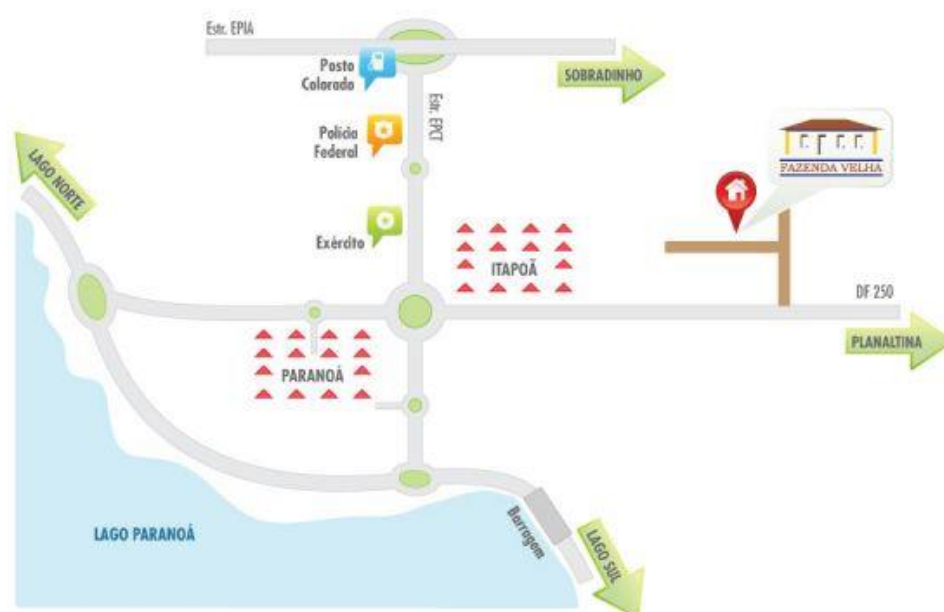 Estr. EPIA
Posto
Colorado
SOBRADINHO
Estr. EPCT
Polícia
Federal
FAZENDA VELHA
LAGO NORTE
Exército
ITAPOÃ
DF 250
PLANALTINA
PARANOÁ
LAGO PARANOÁ
Barragem
LAGO SUL